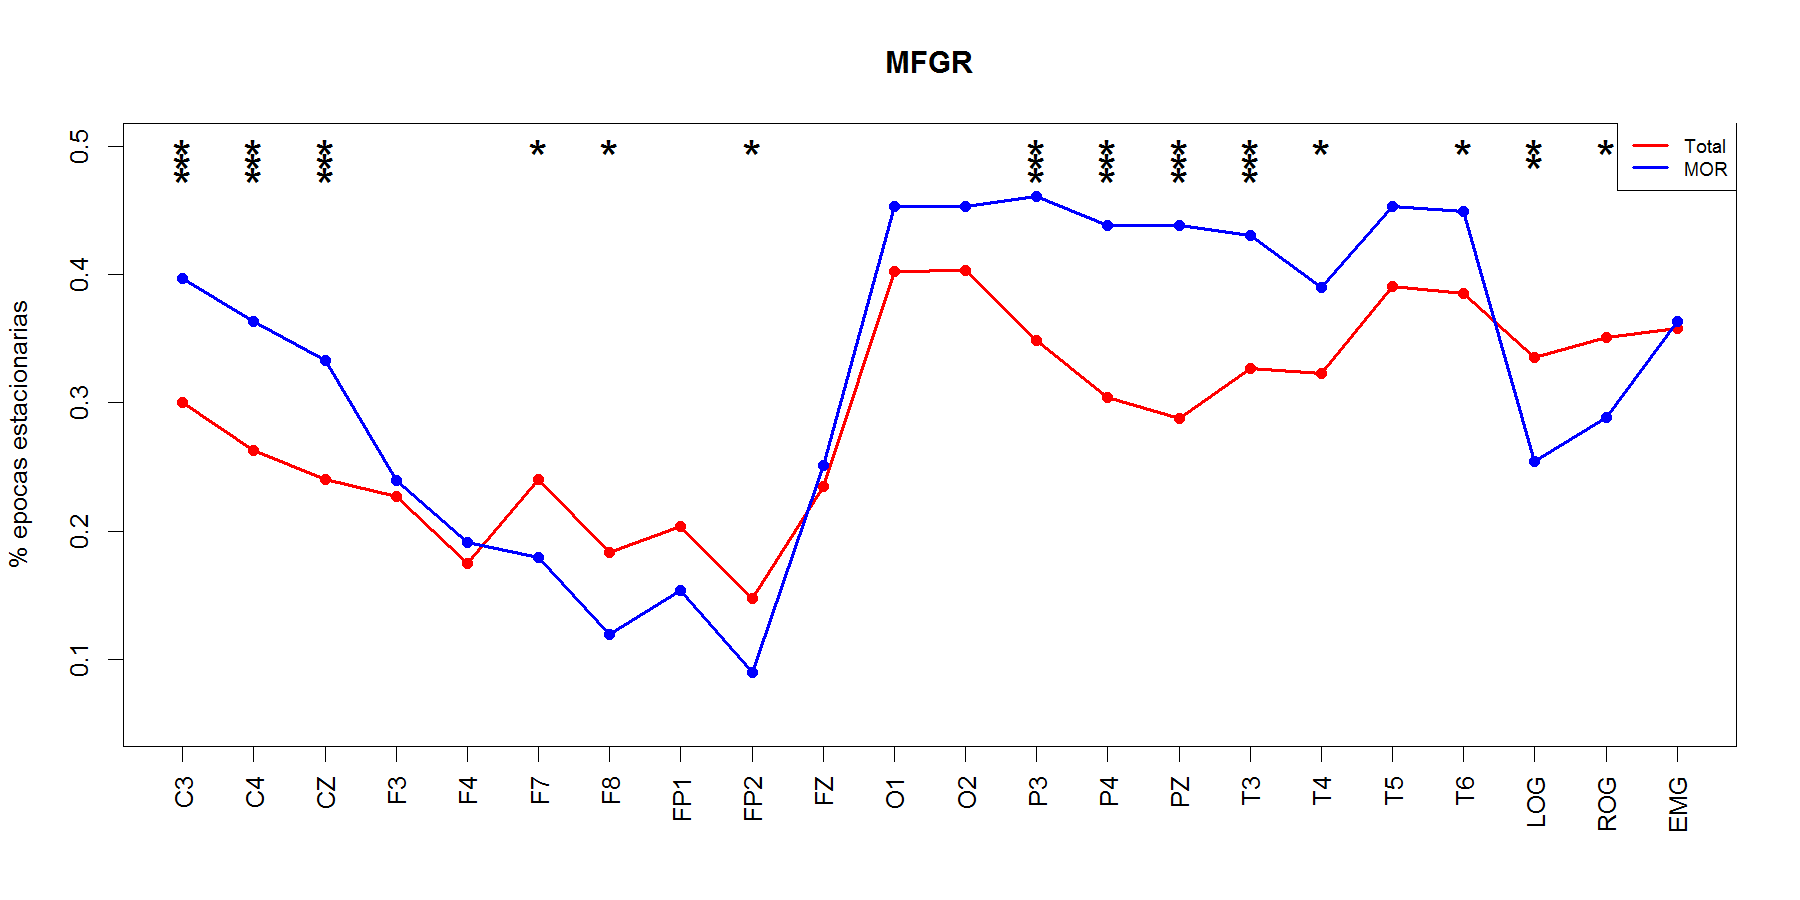 MFGR
% epocas estacionarias
0.5
0.4
0.3
0.2
0.1
* * * * * * * * * * * * * * *
* * * * * * * *
* * * * * * *
Total
MOR
C3 C4 CZ F3 F4 F7 F8 FP1 FP2 FZ O1 O2 P3 P4 PZ T3 T4 T5 T6 LOG ROG EMG